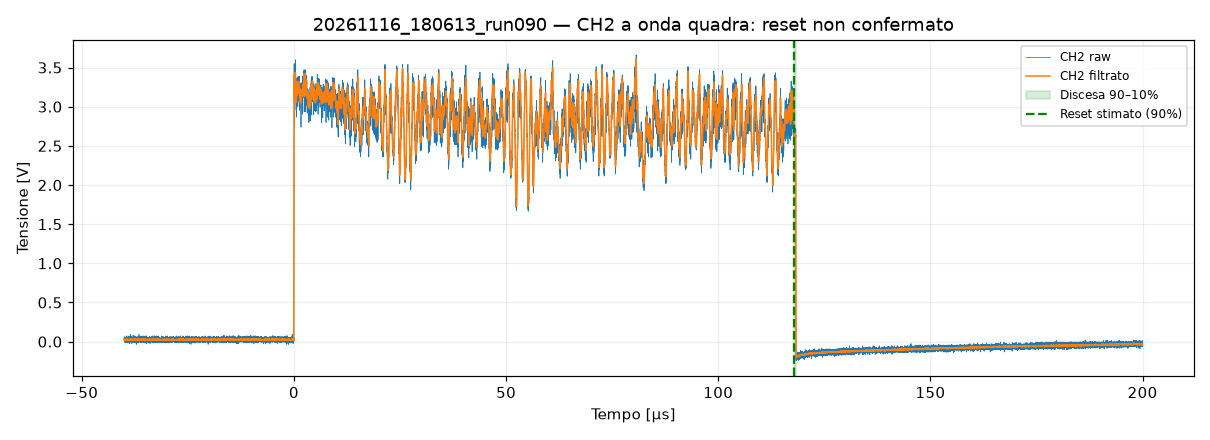 20261116_180613_run090 — CH2 a onda quadra: reset non confermato
Tensione [V]
3.5
3.0
2.5
2.0
1.5
1.0
0.5
0.0
CH2 raw
CH2 filtrato
Discesa 90–10%
Reset stimato (90%)
−50
0
50
100
150
200
Tempo [µs]